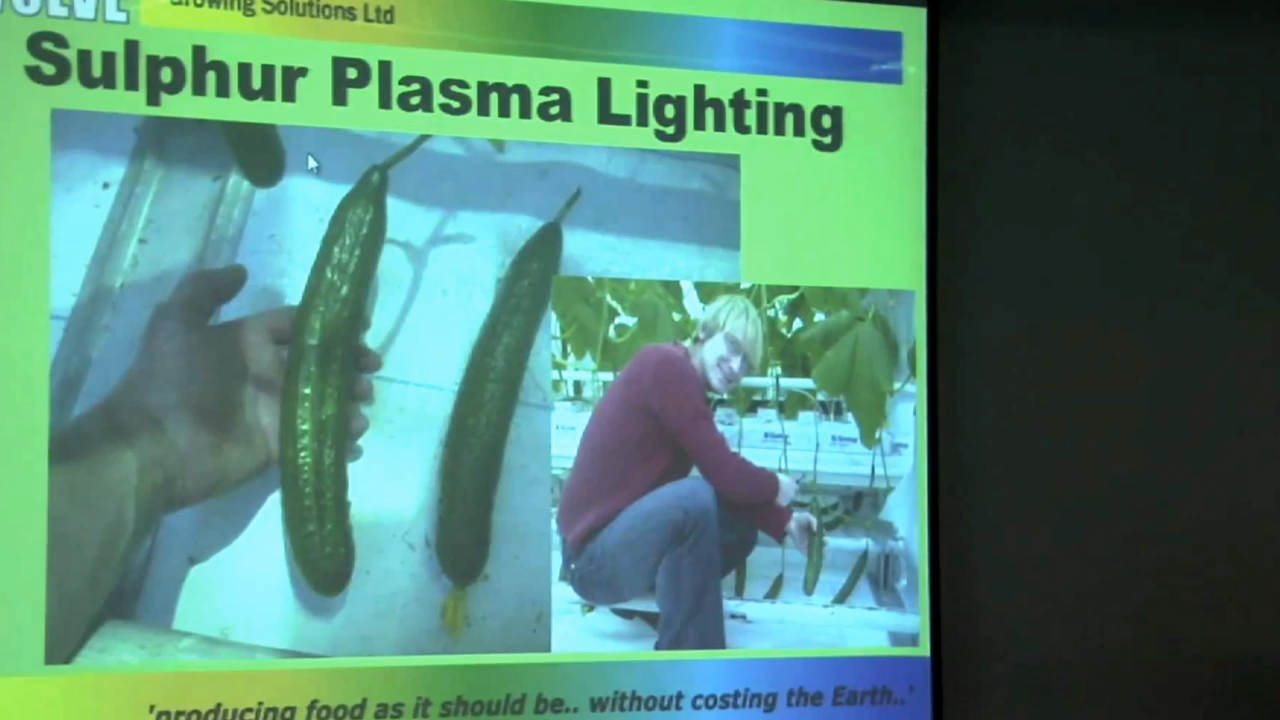 Growing Solutions Ltd
Sulphur Plasma Lighting
'producing food as it should be.. without costing the Earth..'